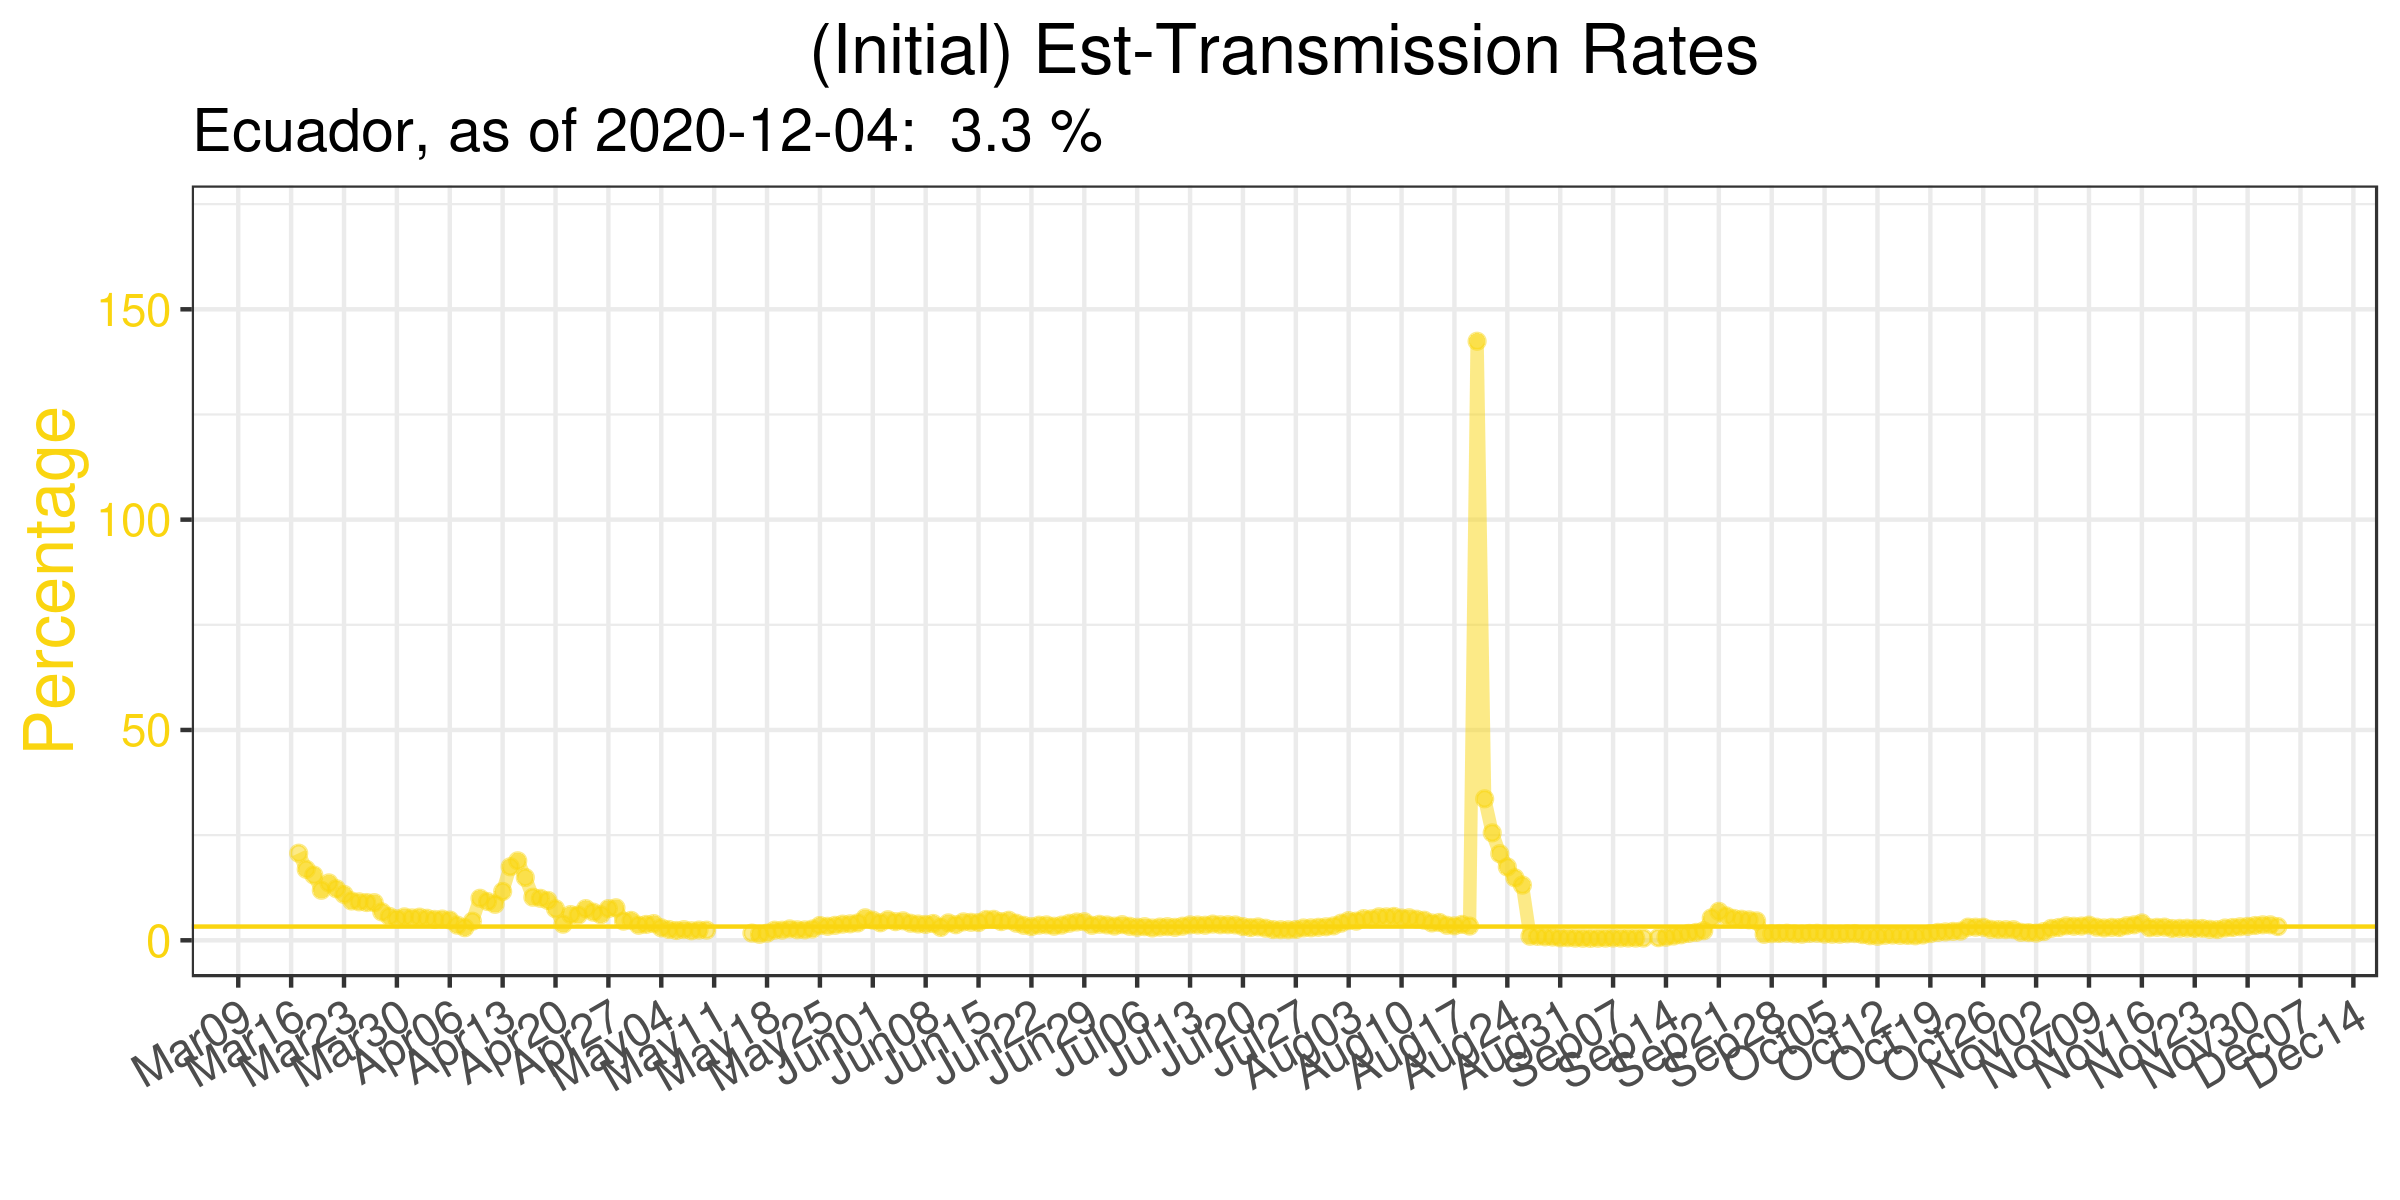 (Initial) Est-Transmission Rates
Ecuador, as of 2020-12-04:  3.3 %
Percentage
150
100
50
0
Mar09
Mar16
Mar23
Mar30
Apr06
Apr13
Apr20
Apr27
May04
May11
May18
May25
Jun01
Jun08
Jun15
Jun22
Jun29
Jul06
Jul13
Jul20
Jul27
Aug03
Aug10
Aug17
Aug24
Aug31
Sep07
Sep14
Sep21
Sep28
Oct05
Oct12
Oct19
Oct26
Nov02
Nov09
Nov16
Nov23
Nov30
Dec07
Dec14